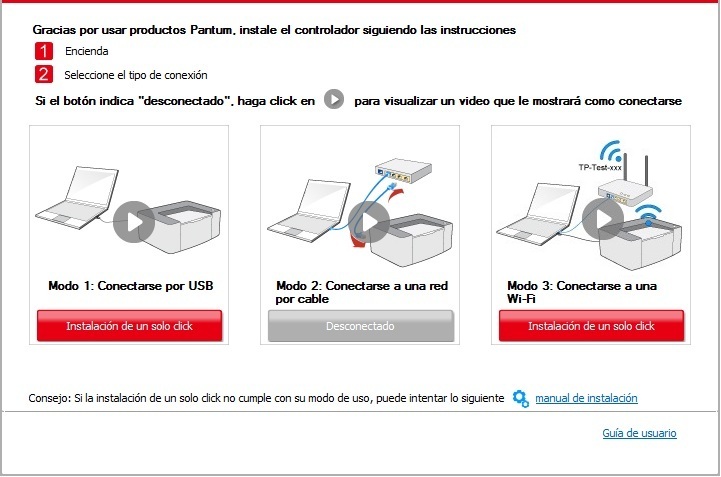 Gracias por usar productos Pantum, instale el controlador siguiendo las instrucciones
1 Encienda
2 Seleccione el tipo de conexión
Si el botón indica "desconectado", haga click en para visualizar un video que le mostrará como conectarse
TP-Test-xxx
Modo 1: Conectarse por USB
Instalación de un solo click
Modo 2: Conectarse a una red
por cable
Desconectado
Modo 3: Conectarse a una
Wi-Fi
Instalación de un solo click
Consejo: Si la instalación de un solo click no cumple con su modo de uso, puede intentar lo siguiente manual de instalación
Guía de usuario